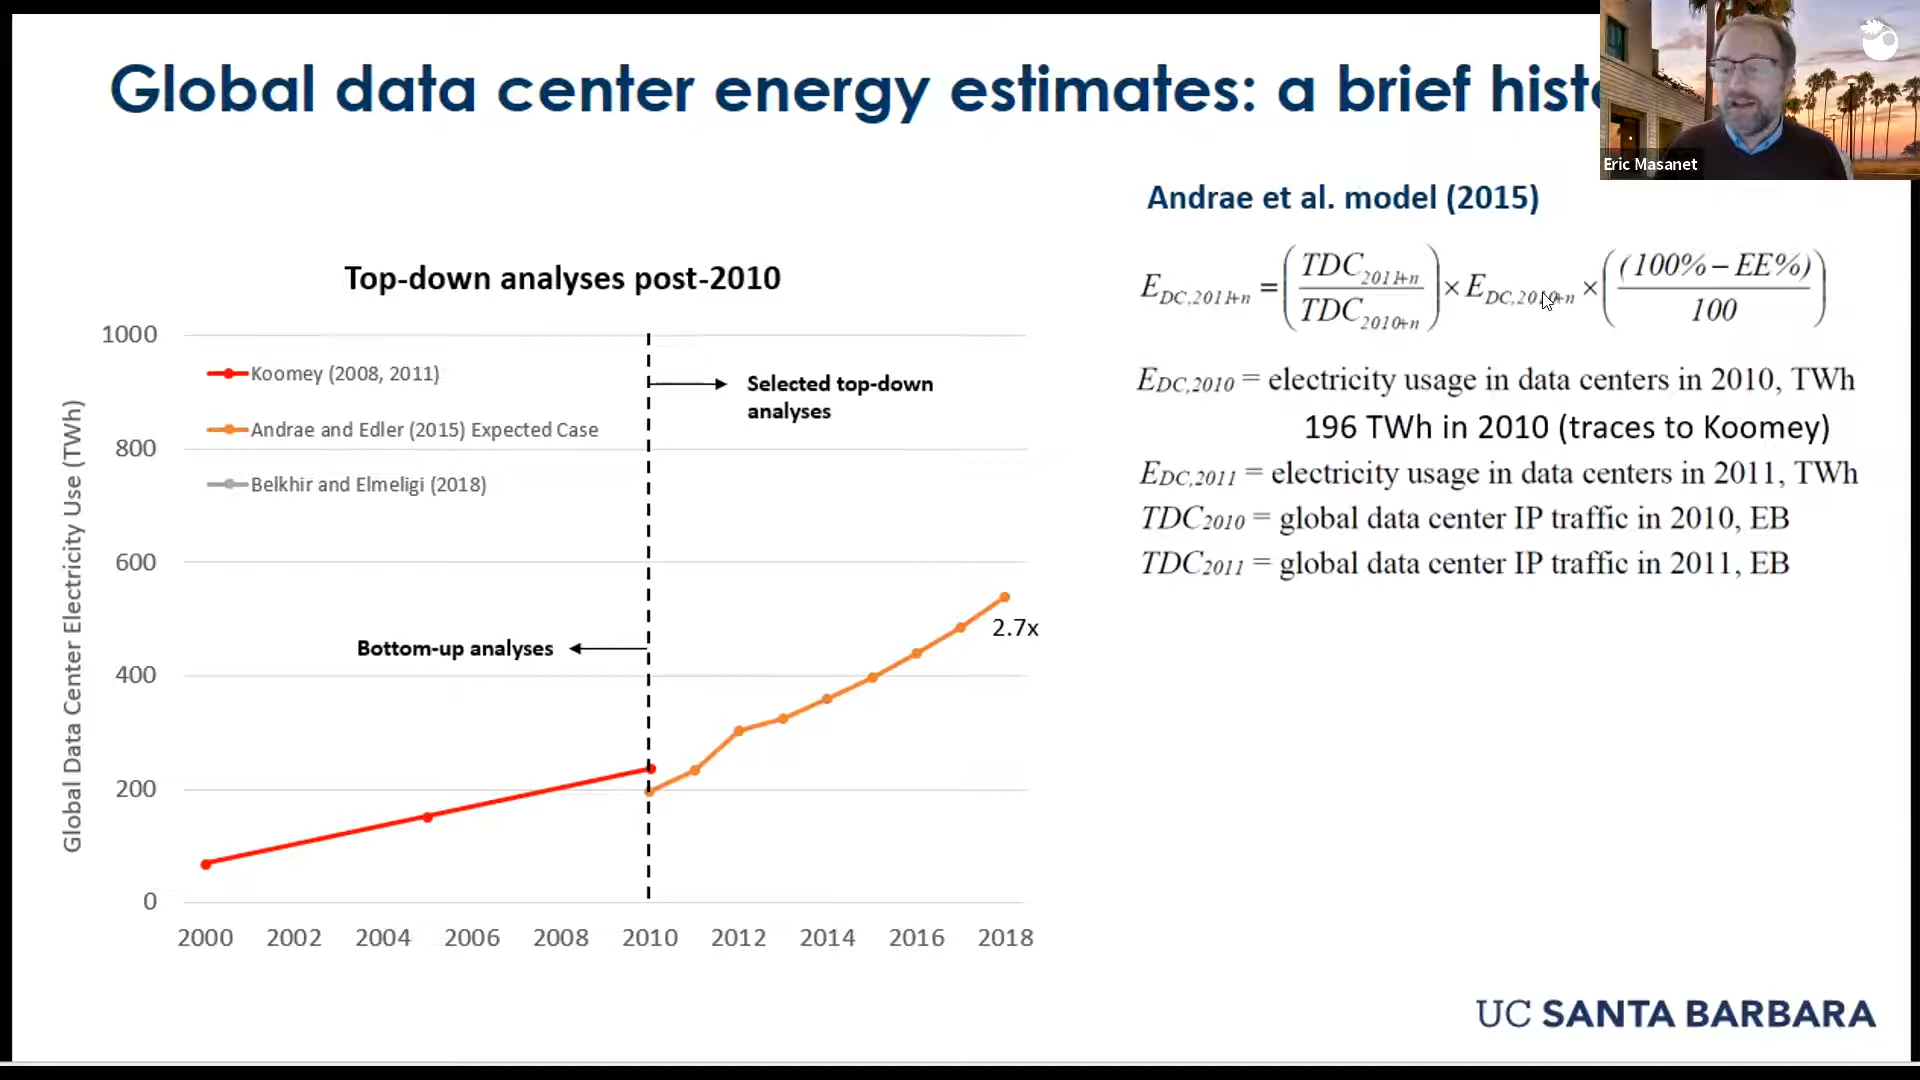 Global data center energy estimates: a brief histo
Eric Masanet
Top-down analyses post-2010
Global Data Center Electricity Use (TWh)
1000
800
600
400
200
0
Koomey (2008, 2011)
Andrae and Edler (2015) Expected Case
Belkhir and Elmeligi (2018)
Selected top-down
analyses
Bottom-up analyses
2.7x
2000 2002 2004 2006 2008 2010 2012 2014 2016 2018
Andrae et al. model (2015)
E_DC,2011+n = (TDC_2011+n / TDC_2010+n) × E_DC,2010+n × ((100% – EE%) / 100)
E_DC,2010 = electricity usage in data centers in 2010, TWh
196 TWh in 2010 (traces to Koomey)
E_DC,2011 = electricity usage in data centers in 2011, TWh
TDC_2010 = global data center IP traffic in 2010, EB
TDC_2011 = global data center IP traffic in 2011, EB
UC SANTA BARBARA